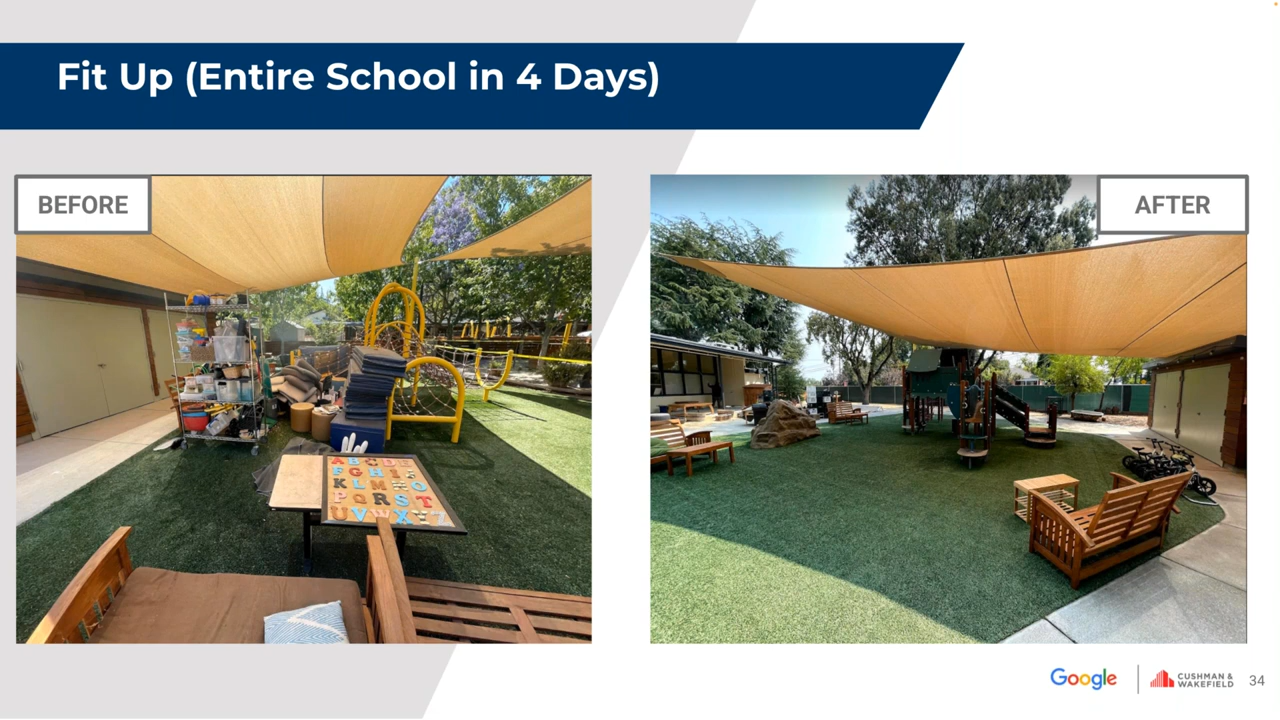 Fit Up (Entire School in 4 Days)
BEFORE
AFTER
A B C D E
F G H I J
K L M N O
P Q R S T
U V W X Y Z
Google
CUSHMAN &
WAKEFIELD
34